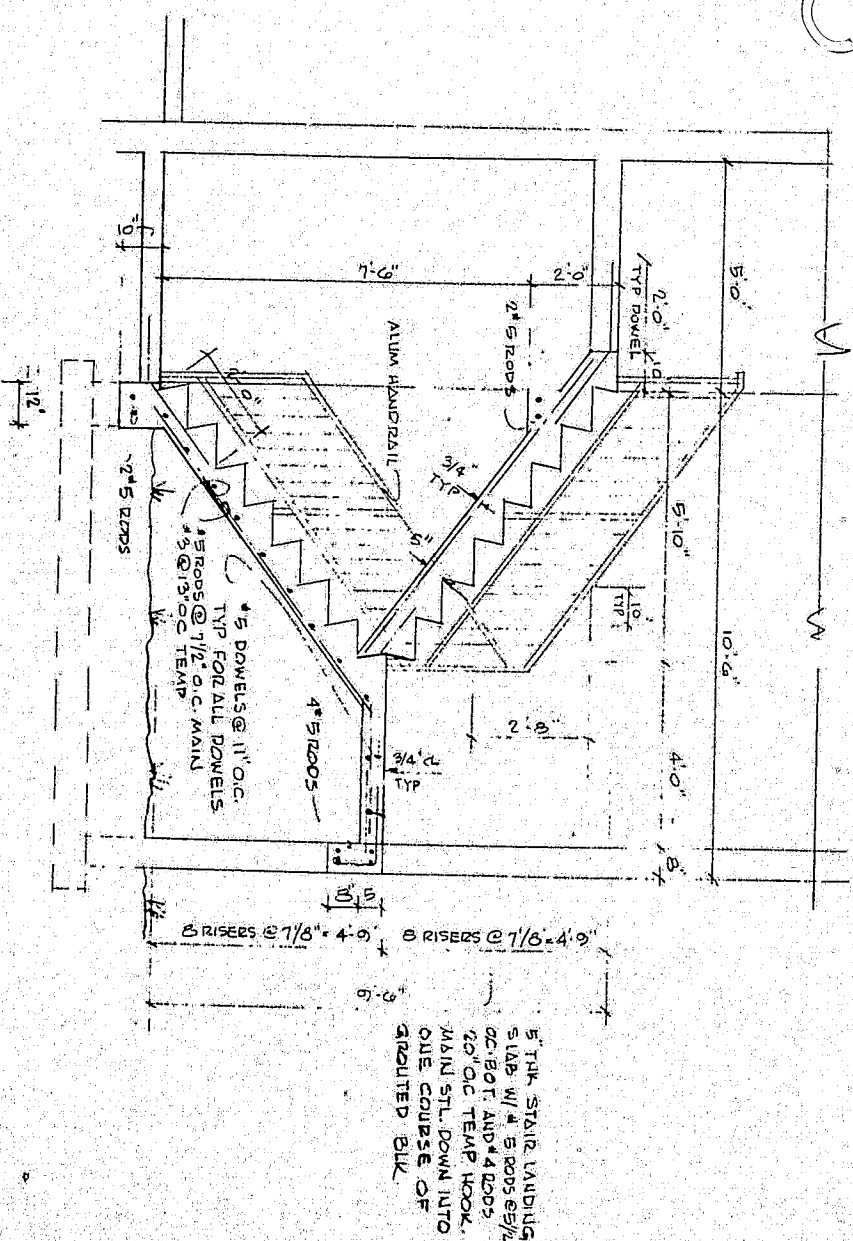 5'0"
10'-6"
2'-0"
TYP DOWEL
10"
5'-10"
4'-0"
8"
10"
TYP
7'-6"
2'-0"
2#5 RODS
ALUM HANDRAIL
3/4"
TYP
5"
2'-8"
12"
~2#5 RODS
#5 RODS @ 7 1/2" O.C. MAIN
#3 @ 13" OC TEMP
#5 DOWELS @ 11" O.C.
TYP FOR ALL DOWELS
4#5 RODS
3/4" CL
TYP
8"
5
8 RISERS @ 7 1/8" = 4'-9"
8 RISERS @ 7 1/8 = 4'-9"
9'-6"
5" THK STAIR LANDING
SLAB W/ # 5 RODS @ 5 1/2
OC BOT. AND #4 RODS
20" OC TEMP HOOK.
MAIN STL. DOWN INTO
ONE COURSE OF
GROUTED BLK